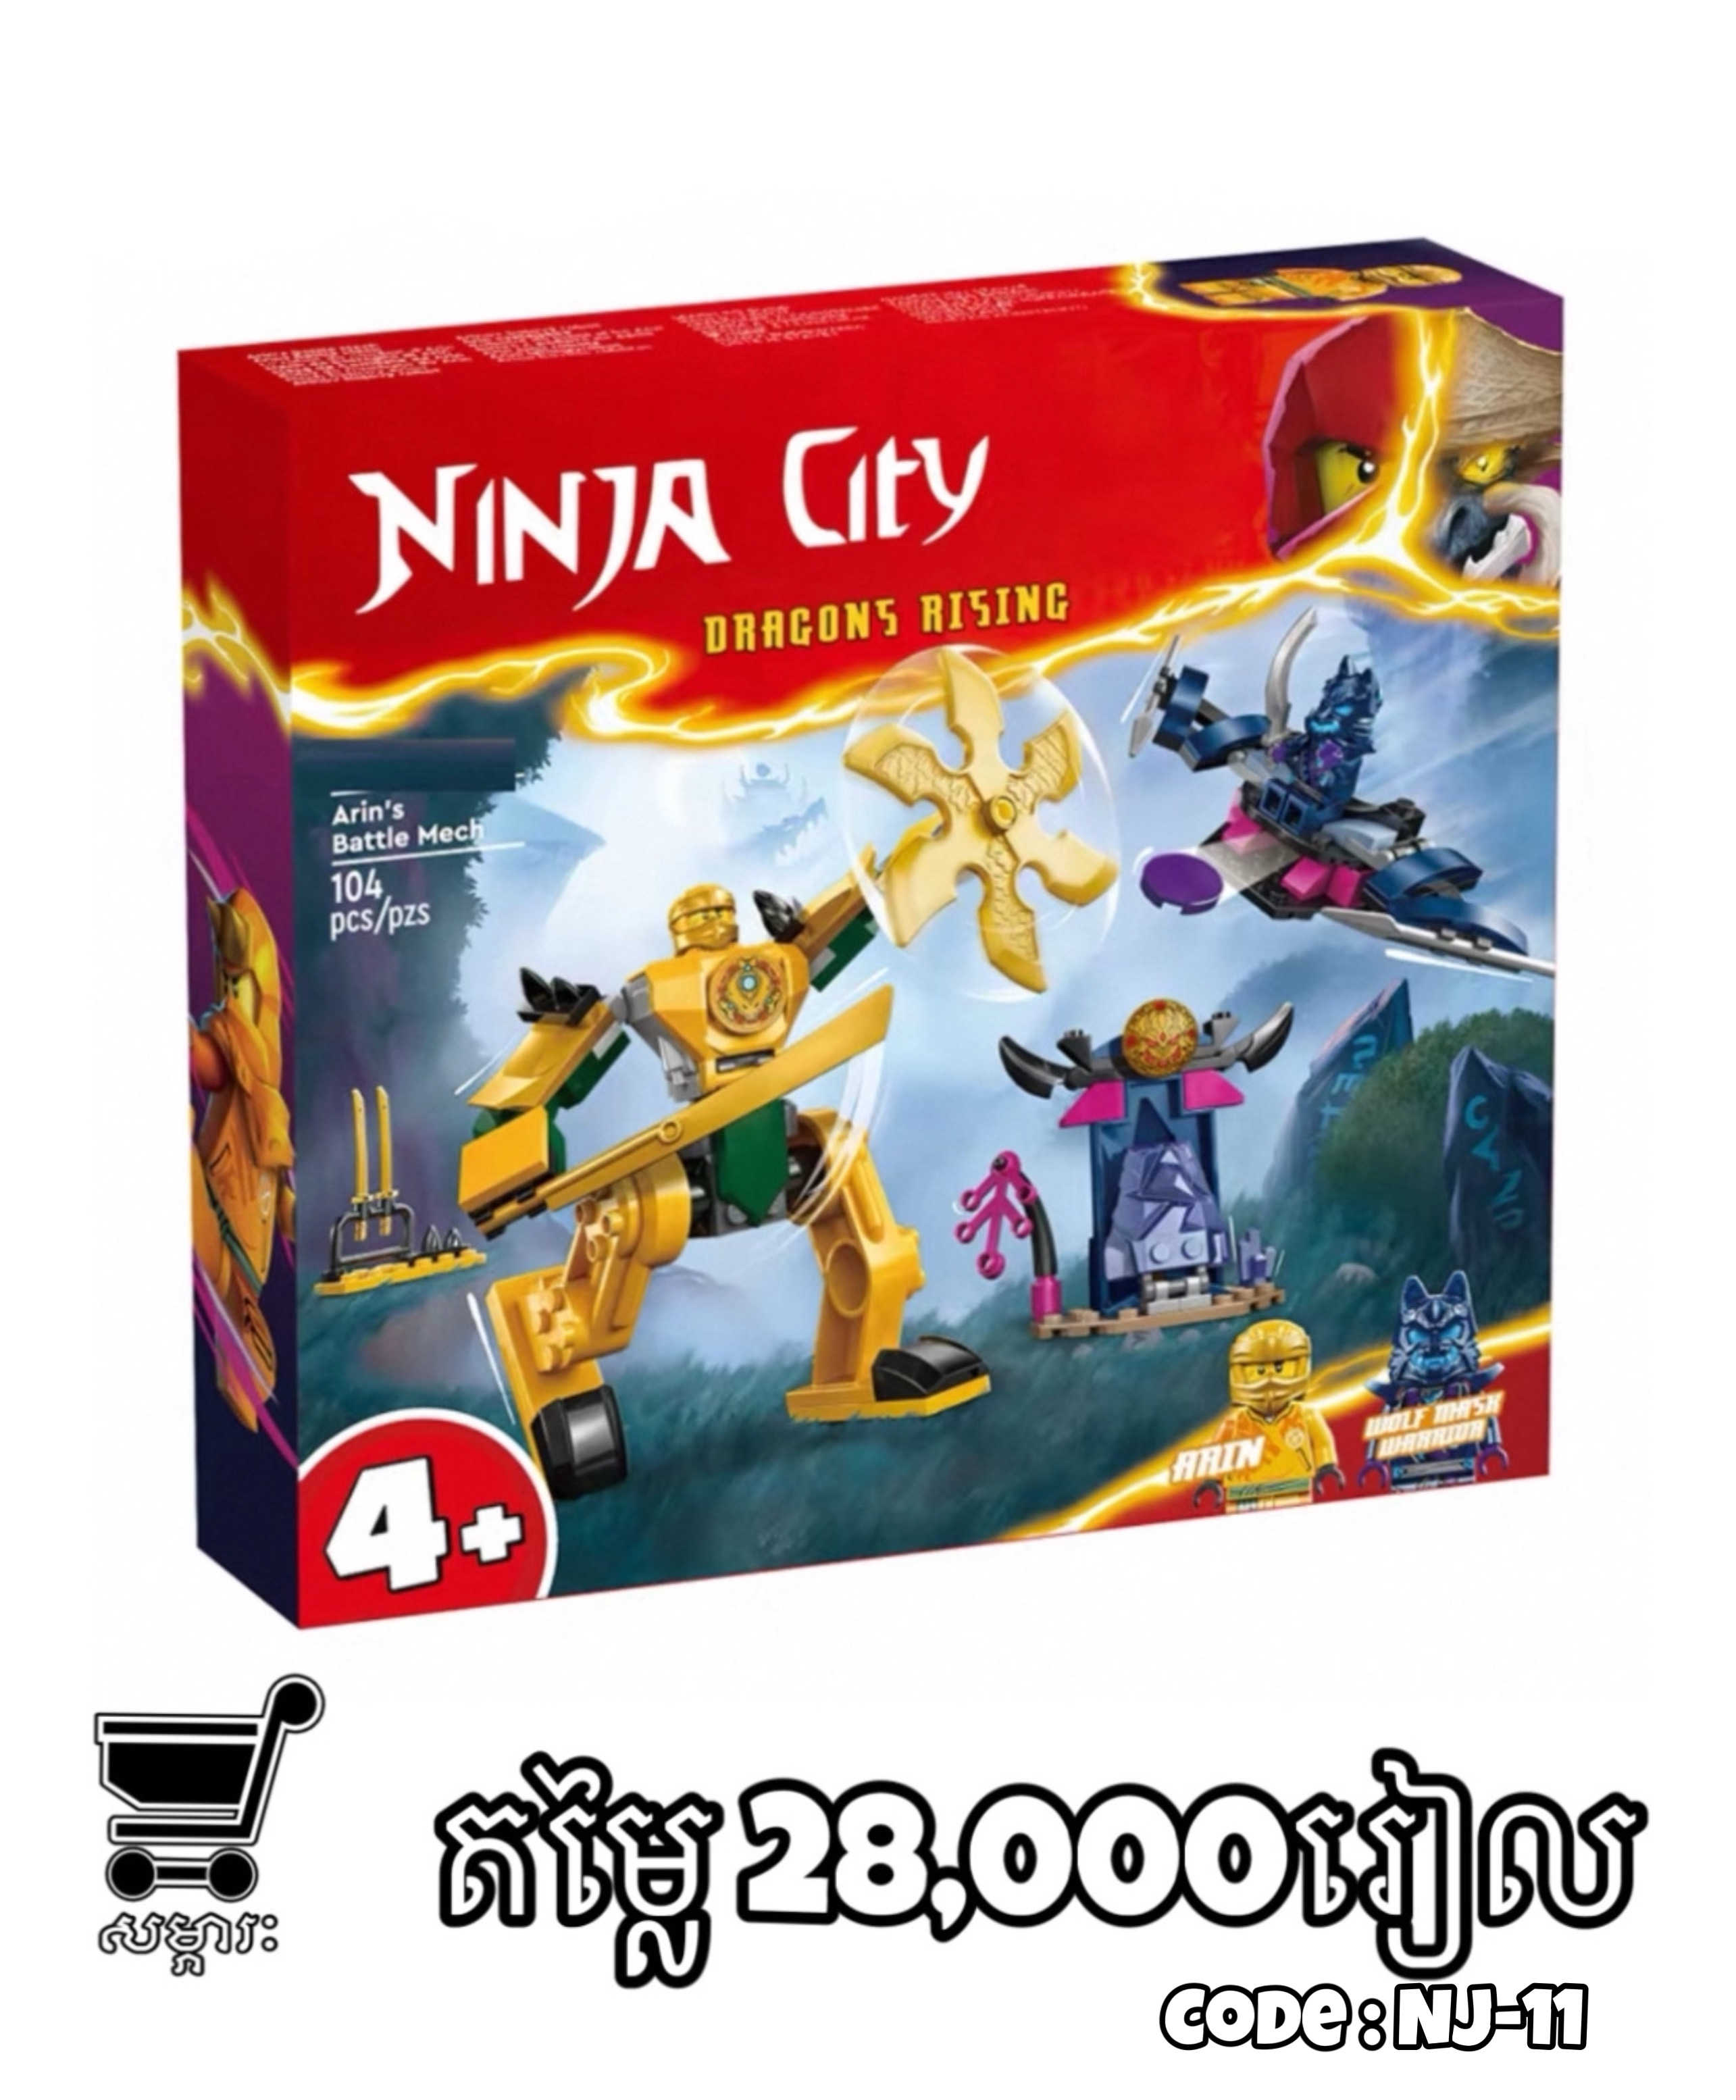 NINJA CITY
DRAGONS RISING
Arin's
Battle Mech
104
pcs/pzs
ARIN
WOLF MASK
WARRIOR
4+
តម្លៃ 28,000រៀល
សម្ភារៈ
CODE : NJ-11